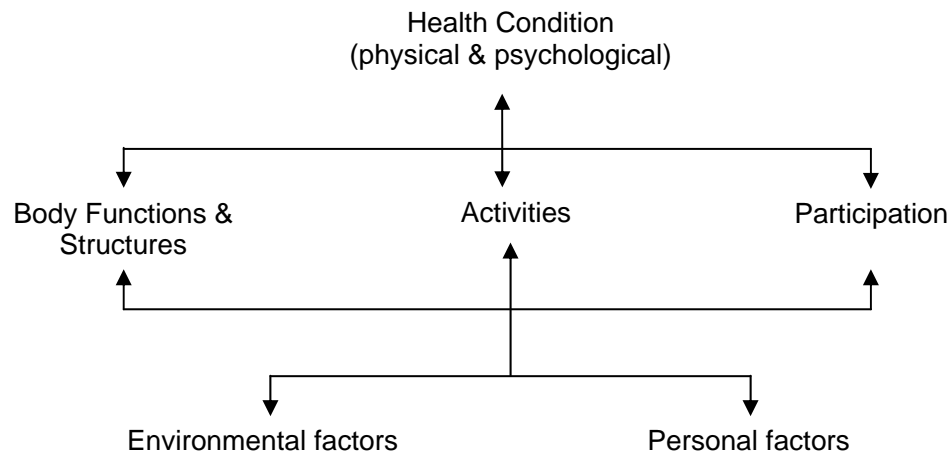 Health Condition
(physical & psychological)
Body Functions &
Structures
Activities
Participation
Environmental factors
Personal factors